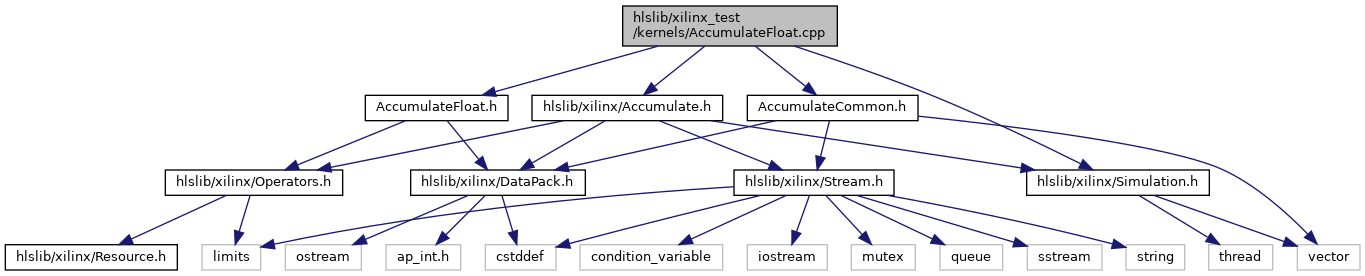 hlslib/xilinx_test
/kernels/AccumulateFloat.cpp
AccumulateFloat.h
hlslib/xilinx/Accumulate.h
AccumulateCommon.h
hlslib/xilinx/Operators.h
hlslib/xilinx/DataPack.h
hlslib/xilinx/Stream.h
hlslib/xilinx/Simulation.h
hlslib/xilinx/Resource.h
limits
ostream
ap_int.h
cstddef
condition_variable
iostream
mutex
queue
sstream
string
thread
vector